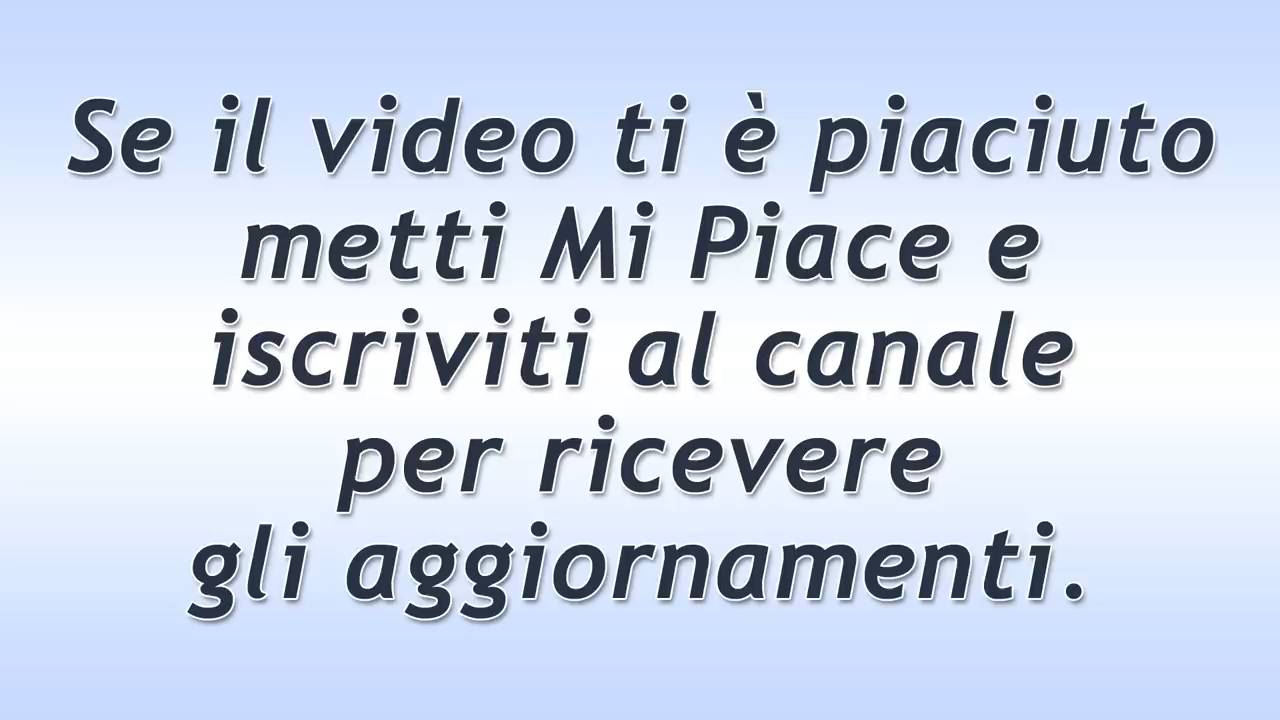 Se il video ti è piaciuto
metti Mi Piace e
iscriviti al canale
per ricevere
gli aggiornamenti.